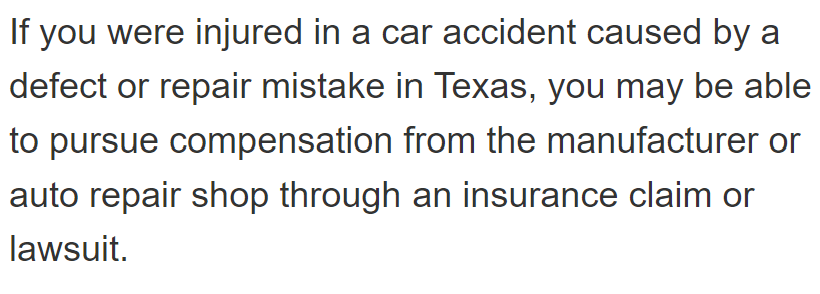 If you were injured in a car accident caused by a
defect or repair mistake in Texas, you may be able
to pursue compensation from the manufacturer or
auto repair shop through an insurance claim or
lawsuit.